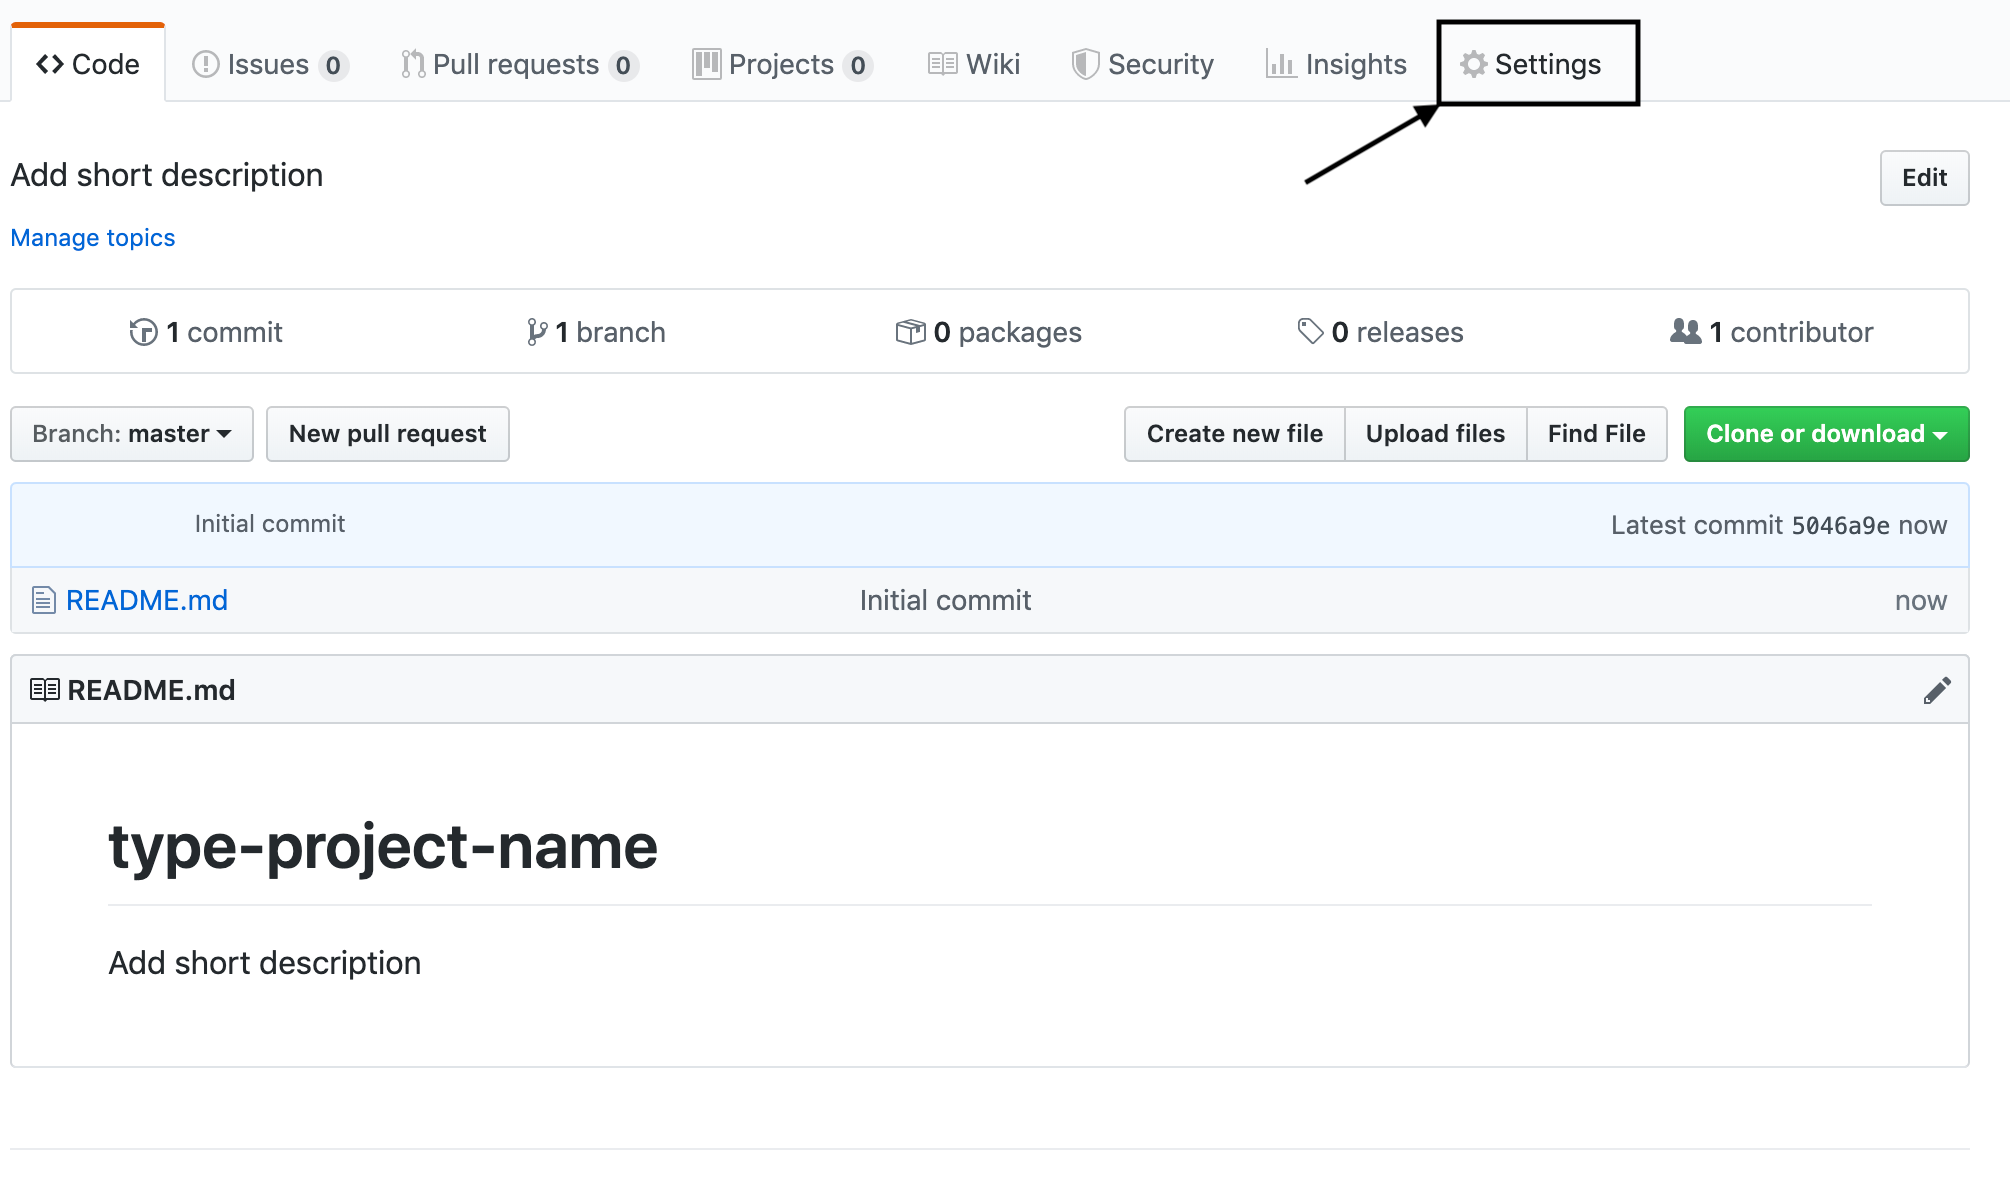 Code Issues 0 Pull requests 0 Projects 0 Wiki Security Insights Settings
Add short description
Edit
Manage topics
1 commit 1 branch 0 packages 0 releases 1 contributor
Branch: master New pull request Create new file Upload files Find File Clone or download
Initial commit Latest commit 5046a9e now
README.md Initial commit now
README.md
type-project-name
Add short description